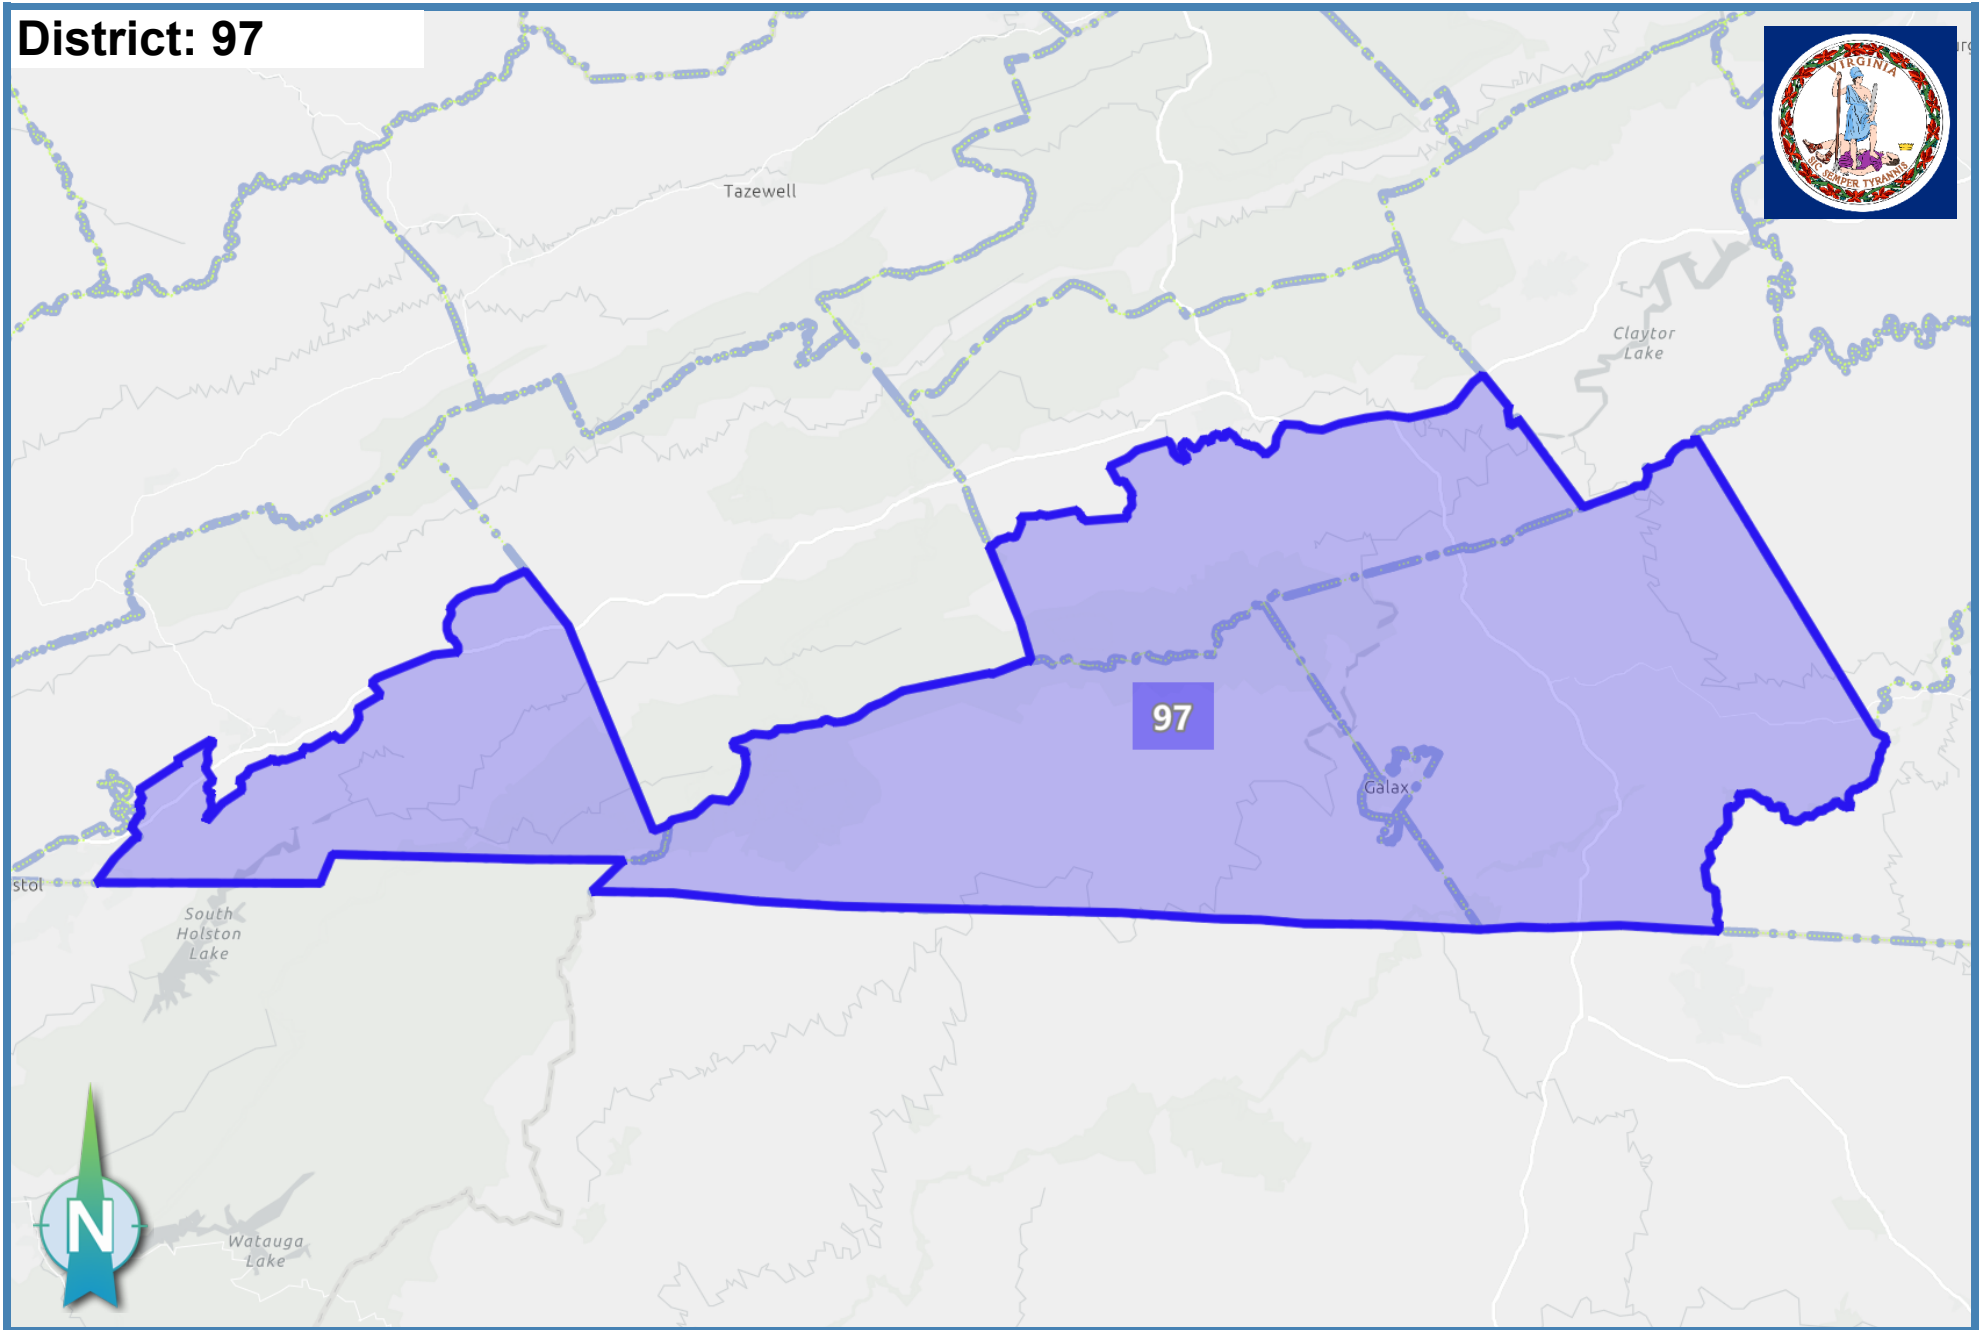 District: 97
VIRGINIA
SIC SEMPER TYRANNIS
Tazewell
Claytor
Lake
97
Galax
stol
South
Holston
Lake
N
Watauga
Lake